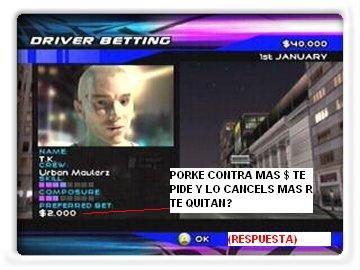 DRIVER BETTING
$40,000
1ST JANUARY
NAME:
T.K.
CREW:
Urban Maulerz
SKILL:
COMPOSURE:
PREFERRED BET:
$2,000
PORKE CONTRA MAS $ TE
PIDE Y LO CANCELS MAS R
TE QUITAN?
A OK
(RESPUESTA)